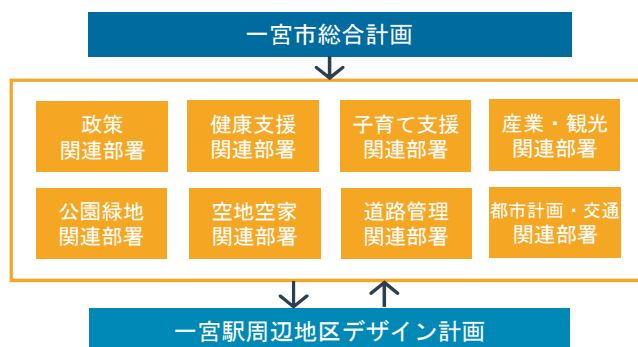 一宮市総合計画
政策
関連部署
健康支援
関連部署
子育て支援
関連部署
産業・観光
関連部署
公園緑地
関連部署
空地空家
関連部署
道路管理
関連部署
都市計画・交通
関連部署
一宮駅周辺地区デザイン計画